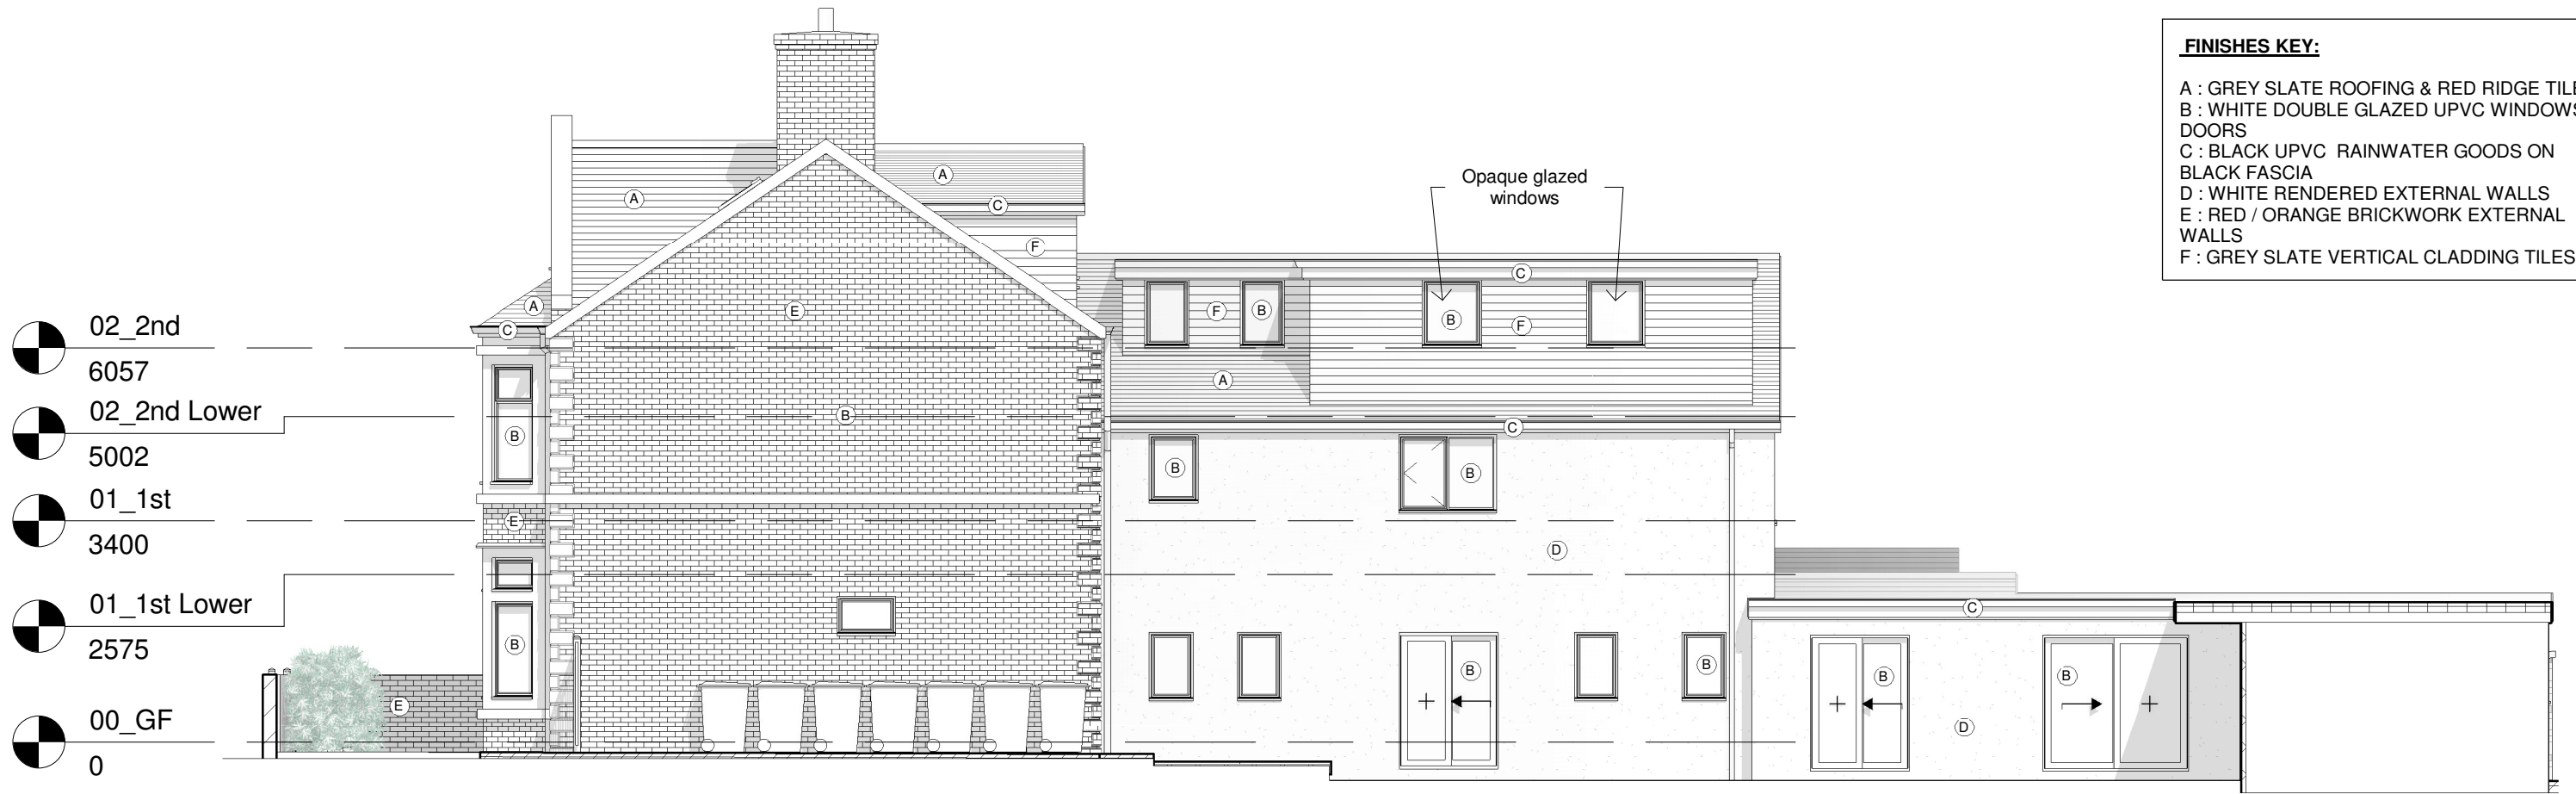 FINISHES KEY:
A : GREY SLATE ROOFING & RED RIDGE
B : WHITE DOUBLE GLAZED UPVC WINDOWS
DOORS
C : BLACK UPVC RAINWATER GOODS ON
BLACK FASCIA
D : WHITE RENDERED EXTERNAL WALLS
E : RED / ORANGE BRICKWORK EXTERNAL
WALLS
F : GREY SLATE VERTICAL CLADDING TILES
Opaque glazed
windows
A
A
C
F
A
C
E
C
F
B
B
F
A
B
B
C
B
B
E
D
B
C
E
B
B
B
B
D
02_2nd
6057
02_2nd Lower
5002
01_1st
3400
01_1st Lower
2575
00_GF
0